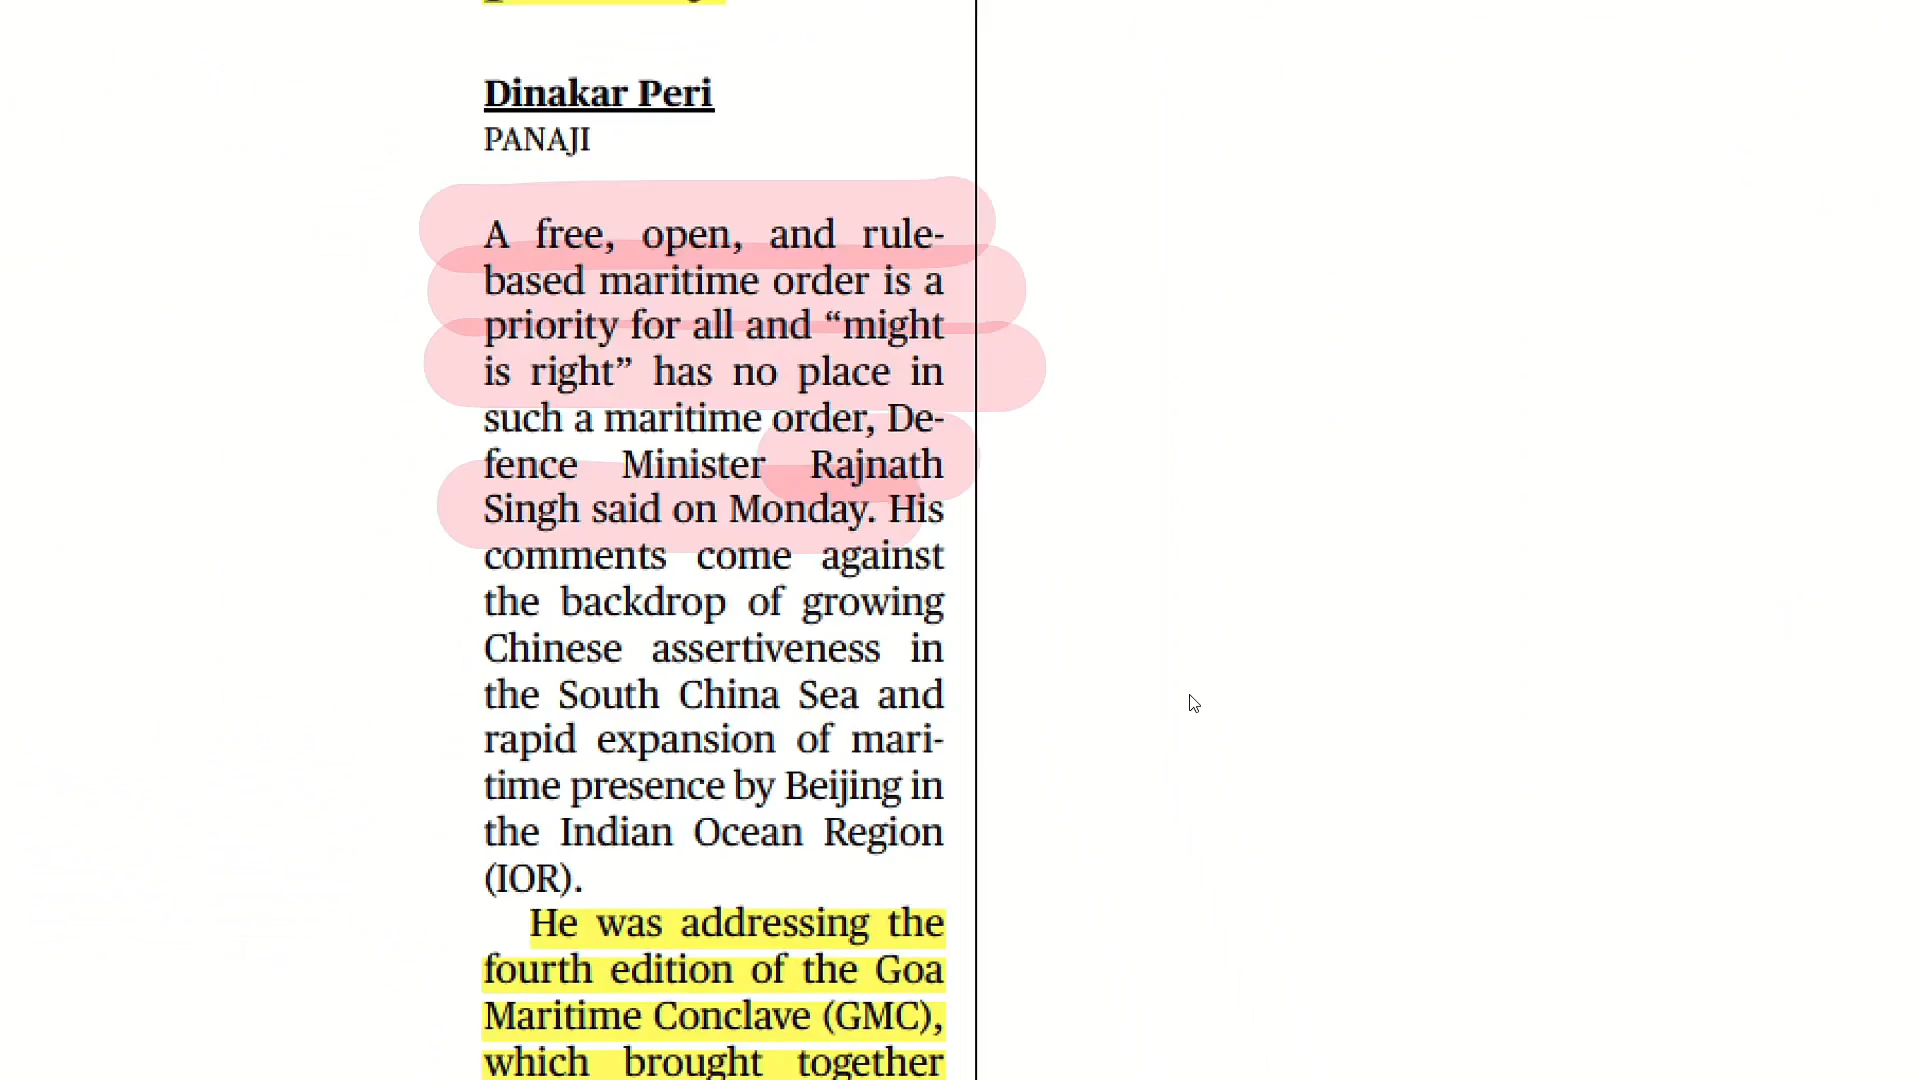 Dinakar Peri
PANAJI
A free, open, and rule-
based maritime order is a
priority for all and “might
is right” has no place in
such a maritime order, De-
fence Minister Rajnath
Singh said on Monday. His
comments come against
the backdrop of growing
Chinese assertiveness in
the South China Sea and
rapid expansion of mari-
time presence by Beijing in
the Indian Ocean Region
(IOR).
He was addressing the
fourth edition of the Goa
Maritime Conclave (GMC),
which brought together